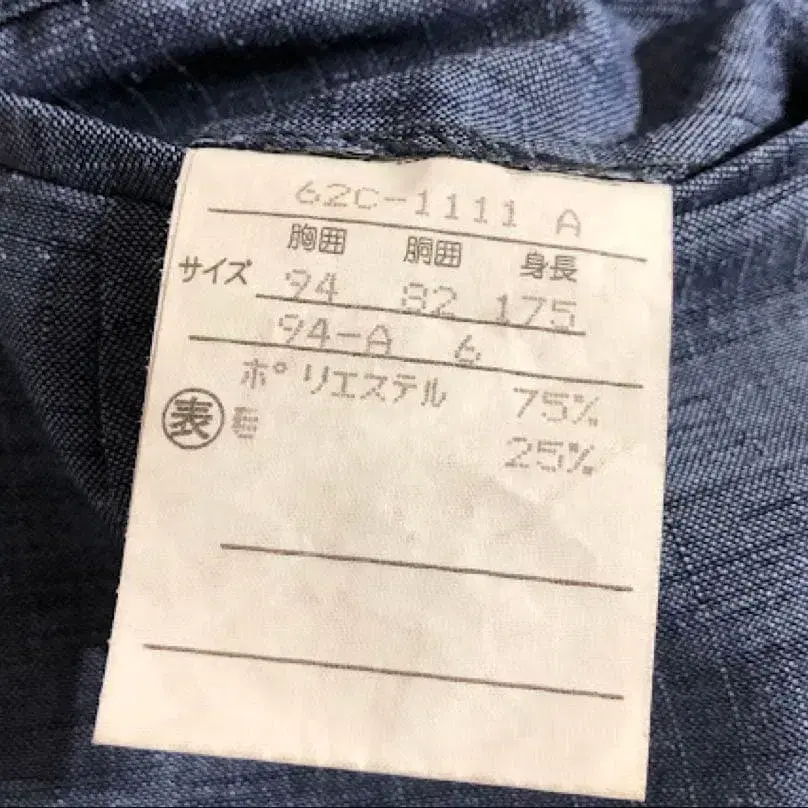 62C-1111 A
胸囲 胴囲 身長
サイズ 94 82 175
94-A 6
ポリエステル 75%
表
25%